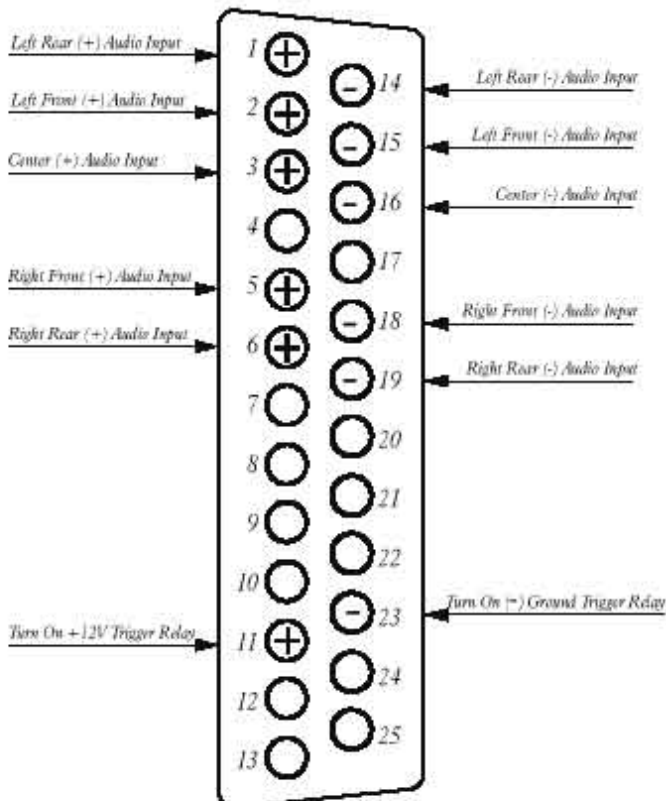 Left Rear (+) Audio Input
1
14
Left Rear (-) Audio Input
Left Front (+) Audio Input
2
15
Left Front (-) Audio Input
Center (+) Audio Input
3
16
Center (-) Audio Input
4
17
Right Front (+) Audio Input
5
18
Right Front (-) Audio Input
Right Rear (+) Audio Input
6
19
Right Rear (-) Audio Input
7
20
8
21
9
22
10
23
Turn On (-) Ground Trigger Relay
Turn On +12V Trigger Relay
11
24
12
25
13